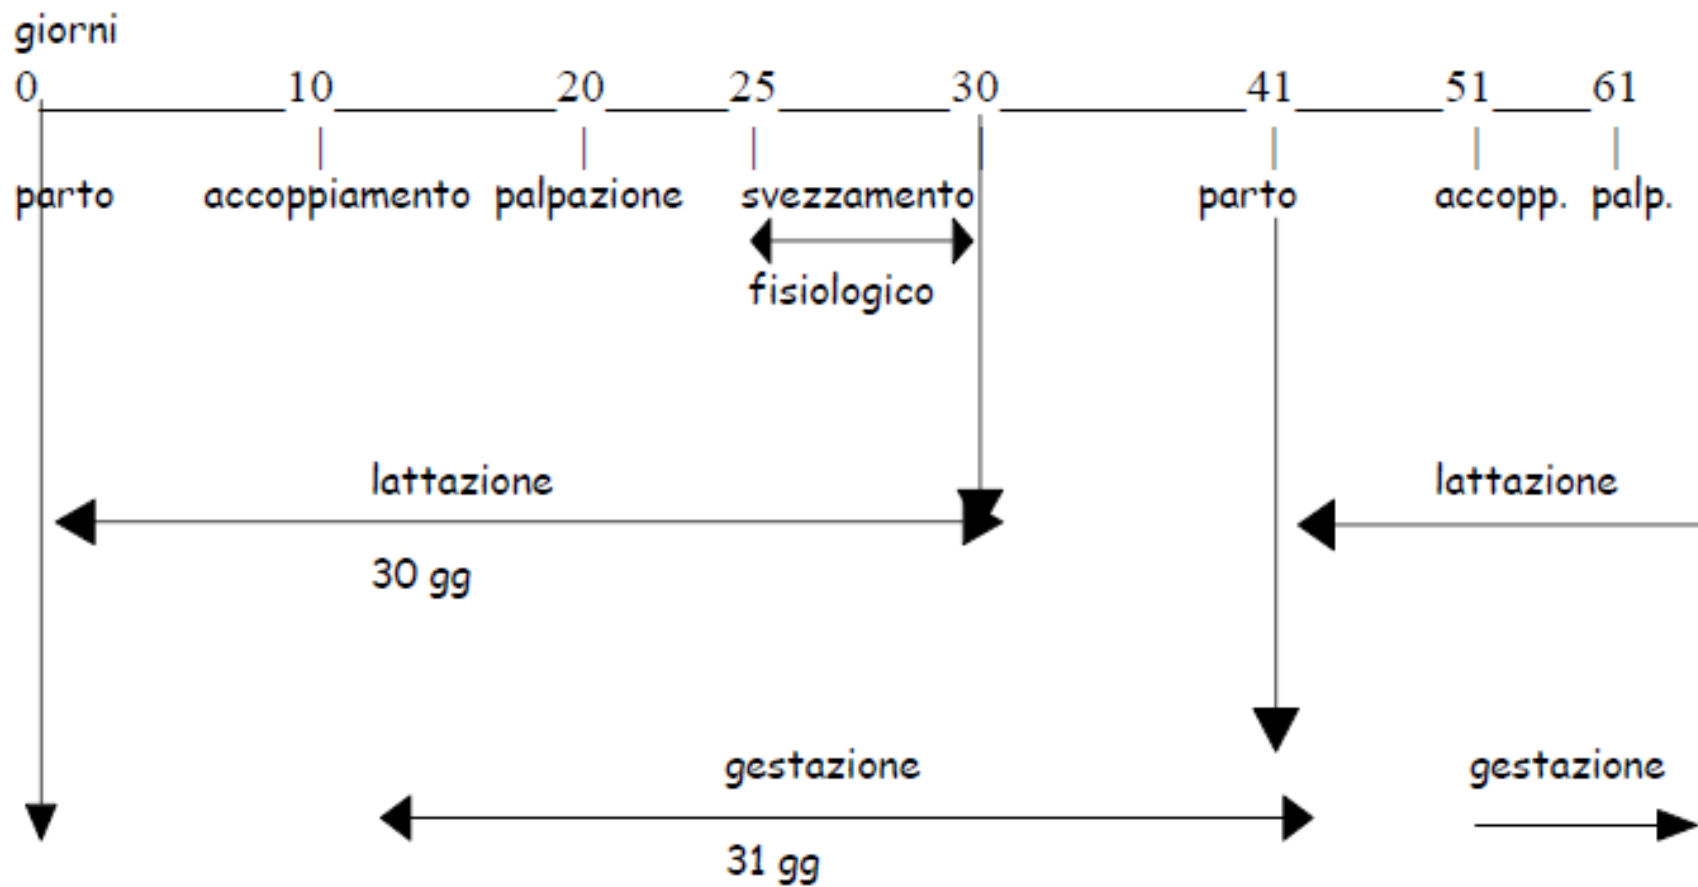 giorni
0 10 20 25 30 41 51 61
parto accoppiamento palpazione svezzamento parto accopp. palp.
fisiologico
lattazione lattazione
30 gg
gestazione gestazione
31 gg